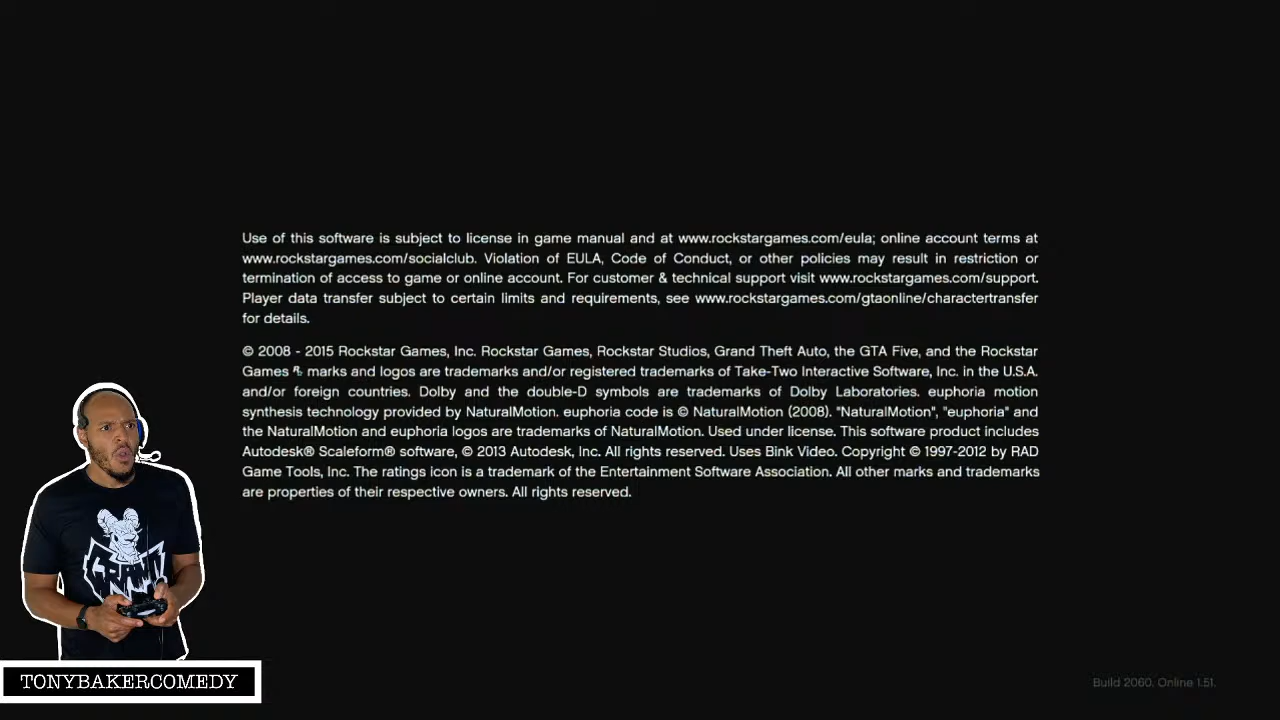 Use of this software is subject to license in game manual and at www.rockstargames.com/eula; online account terms at
www.rockstargames.com/socialclub. Violation of EULA, Code of Conduct, or other policies may result in restriction or
termination of access to game or online account. For customer & technical support visit www.rockstargames.com/support.
Player data transfer subject to certain limits and requirements, see www.rockstargames.com/gtaonline/charactertransfer
for details.
© 2008 - 2015 Rockstar Games, Inc. Rockstar Games, Rockstar Studios, Grand Theft Auto, the GTA Five, and the Rockstar
Games R* marks and logos are trademarks and/or registered trademarks of Take-Two Interactive Software, Inc. in the U.S.A.
and/or foreign countries. Dolby and the double-D symbols are trademarks of Dolby Laboratories. euphoria motion
synthesis technology provided by NaturalMotion. euphoria code is © NaturalMotion (2008). "NaturalMotion", "euphoria" and
the NaturalMotion and euphoria logos are trademarks of NaturalMotion. Used under license. This software product includes
Autodesk® Scaleform® software, © 2013 Autodesk, Inc. All rights reserved. Uses Bink Video. Copyright © 1997-2012 by RAD
Game Tools, Inc. The ratings icon is a trademark of the Entertainment Software Association. All other marks and trademarks
are properties of their respective owners. All rights reserved.
TONYBAKERCOMEDY
Build 2060. Online 1.51.